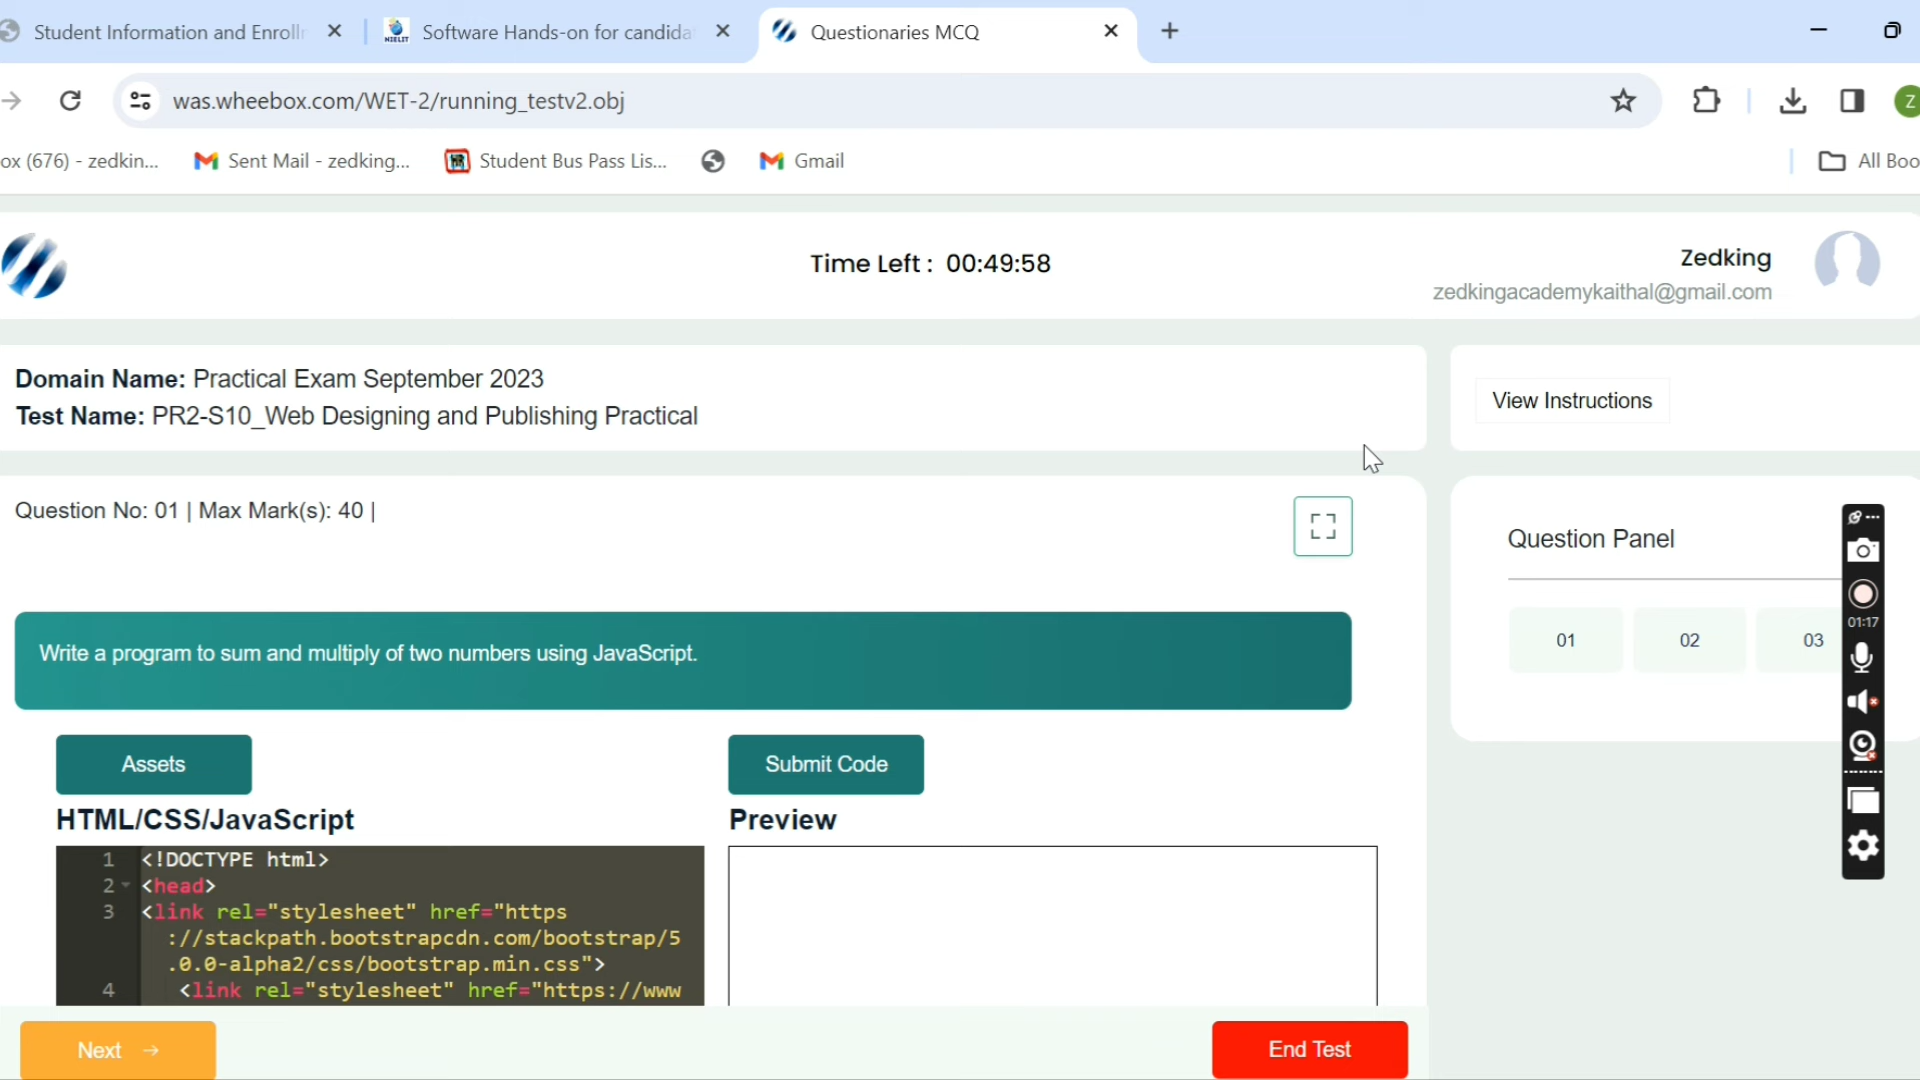 Student Information and Enrollm
Software Hands-on for candida
Questionaries MCQ
was.wheebox.com/WET-2/running_testv2.obj
Z
ox (676) - zedkin...
Sent Mail - zedking...
Student Bus Pass Lis...
Gmail
All Boo
Time Left : 00:49:58
Zedking
zedkingacademykaithal@gmail.com
Domain Name: Practical Exam September 2023
Test Name: PR2-S10_Web Designing and Publishing Practical
View Instructions
Question No: 01 | Max Mark(s): 40 |
Question Panel
01 02 03
01:17
Write a program to sum and multiply of two numbers using JavaScript.
Assets
Submit Code
HTML/CSS/JavaScript
Preview
1 <!DOCTYPE html>
2 <head>
3 <link rel="stylesheet" href="https
://stackpath.bootstrapcdn.com/bootstrap/5
.0.0-alpha2/css/bootstrap.min.css">
4 <link rel="stylesheet" href="https://www
Next →
End Test